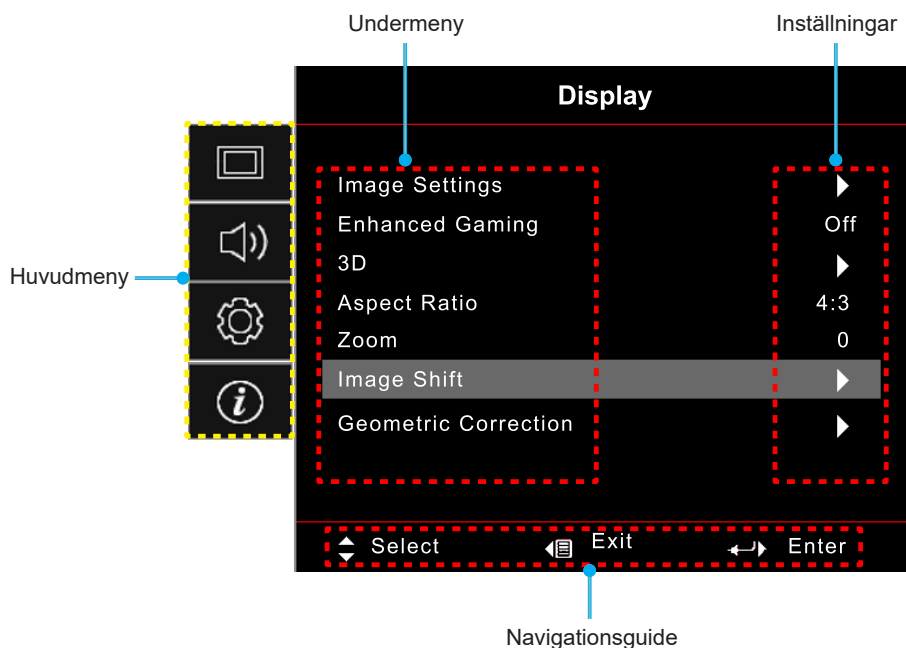 Undermeny
Inställningar
Display
Image Settings
Enhanced Gaming Off
3D
Huvudmeny
Aspect Ratio 4:3
Zoom 0
Image Shift
Geometric Correction
Select Exit Enter
Navigationsguide